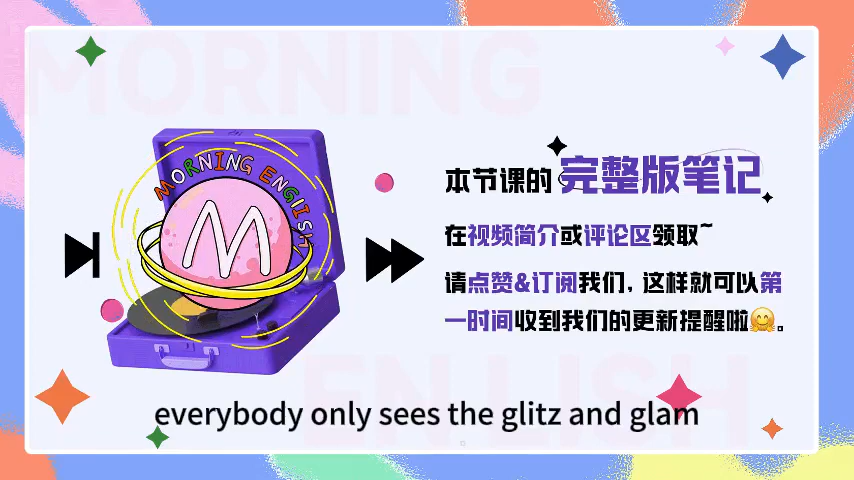 MORNING
MORNING ENGLISH
M
本节课的 完整版笔记
在视频简介或评论区领取~
请点赞&订阅我们, 这样就可以第
一时间收到我们的更新提醒啦🤗。
ENGLISH
everybody only sees the glitz and glam